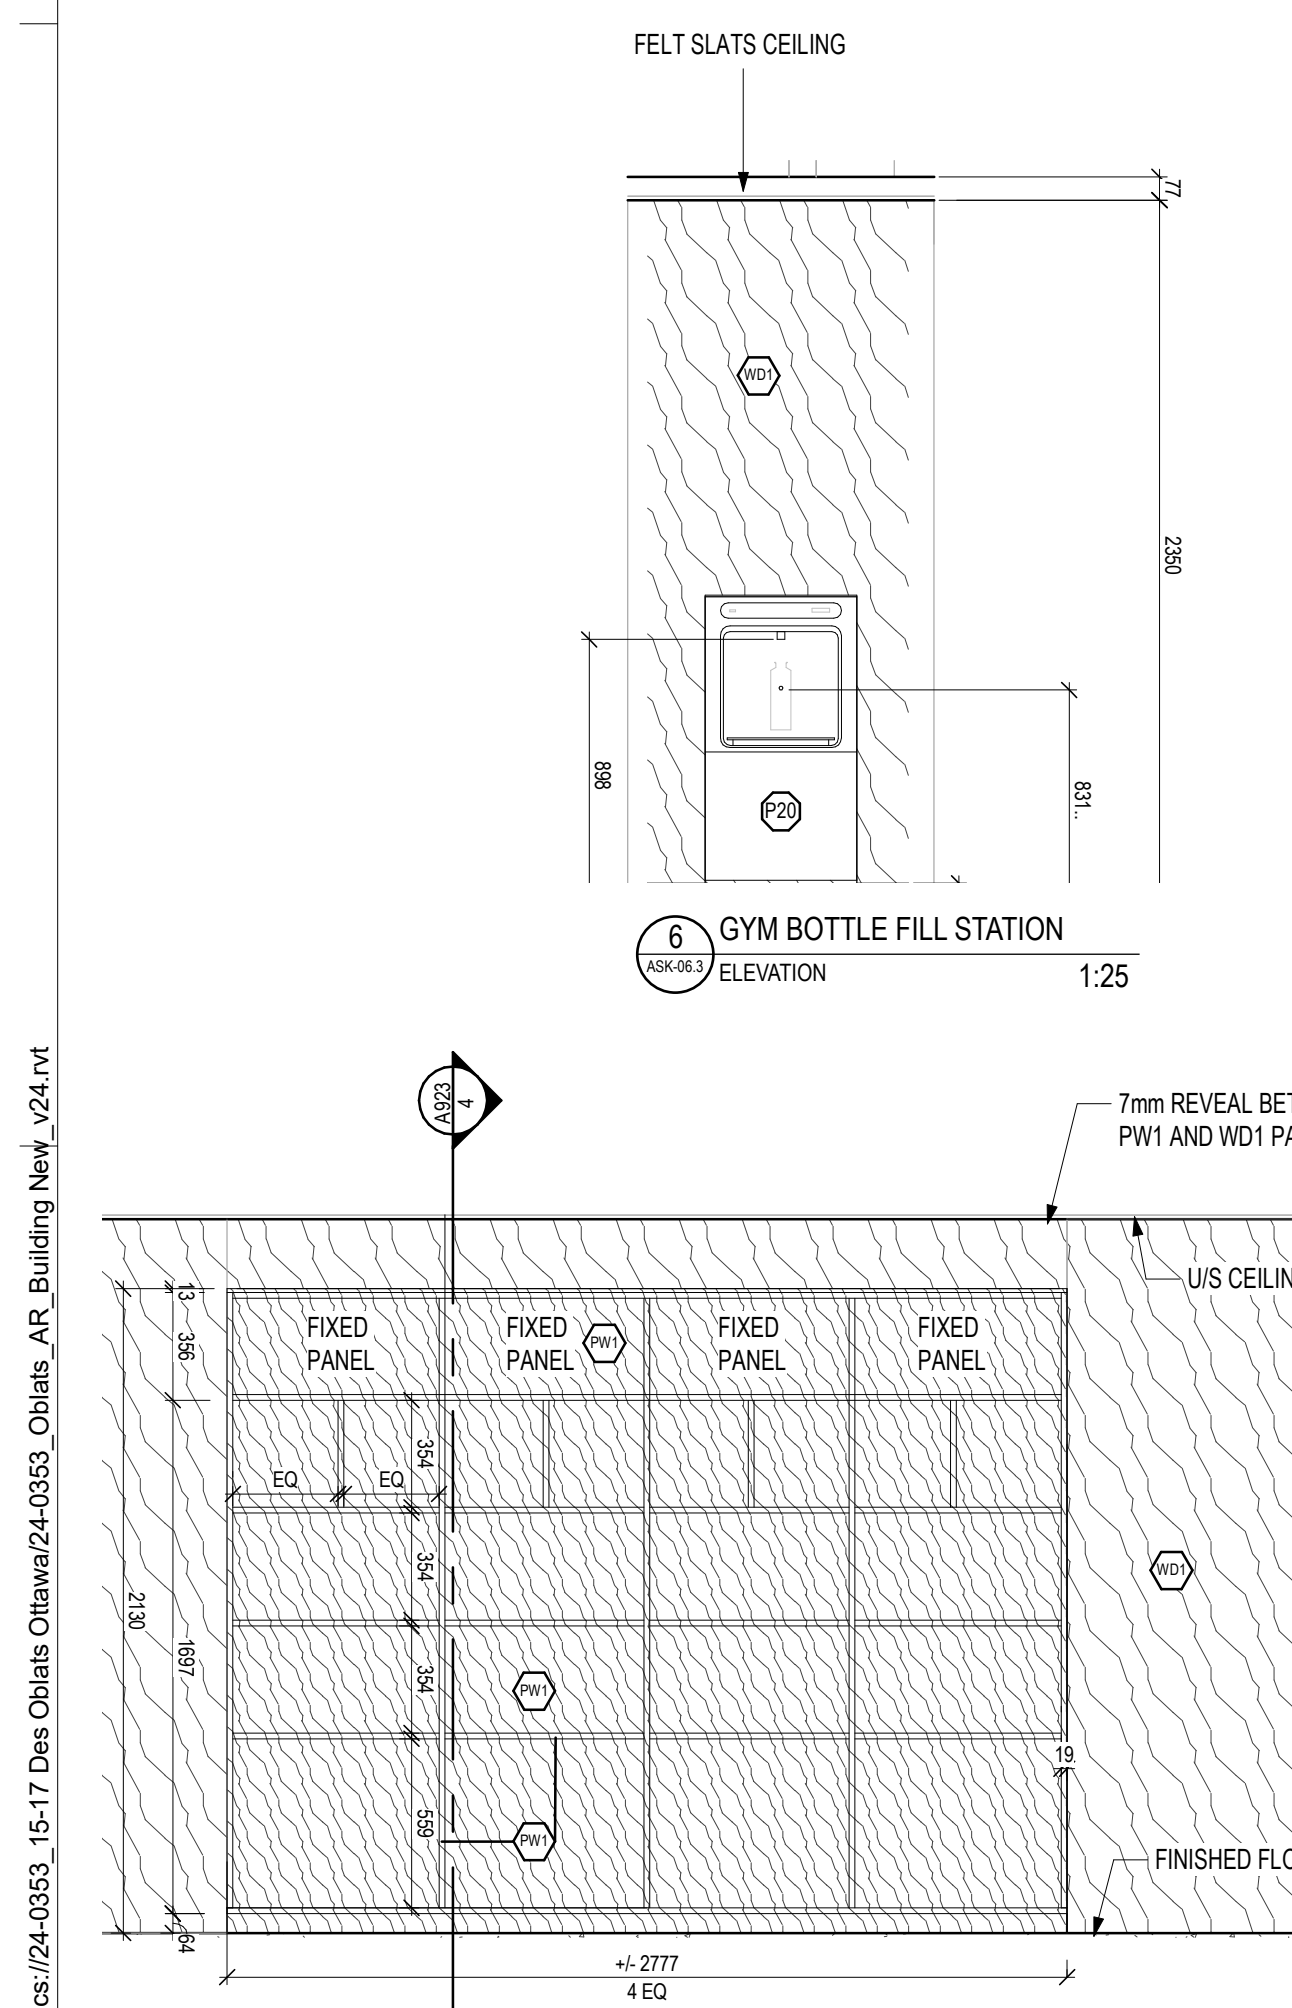 FELT SLATS CEILING
77
WD1
2350
898
831..
P20
6
ASK-06.3
GYM BOTTLE FILL STATION
ELEVATION
1:25
A923
4
7mm REVEAL BET
PW1 AND WD1 PA
U/S CEILIN
13
356
FIXED
PANEL
FIXED
PANEL
PW1
FIXED
PANEL
FIXED
PANEL
354
EQ
EQ
354
WD1
2130
1697
354
PW1
19
559
PW1
FINISHED FLO
64
+/- 2777
4 EQ
cs://24-0353_15-17 Des Oblats Ottawa/24-0353_Oblats_AR_Building New_v24.rvt